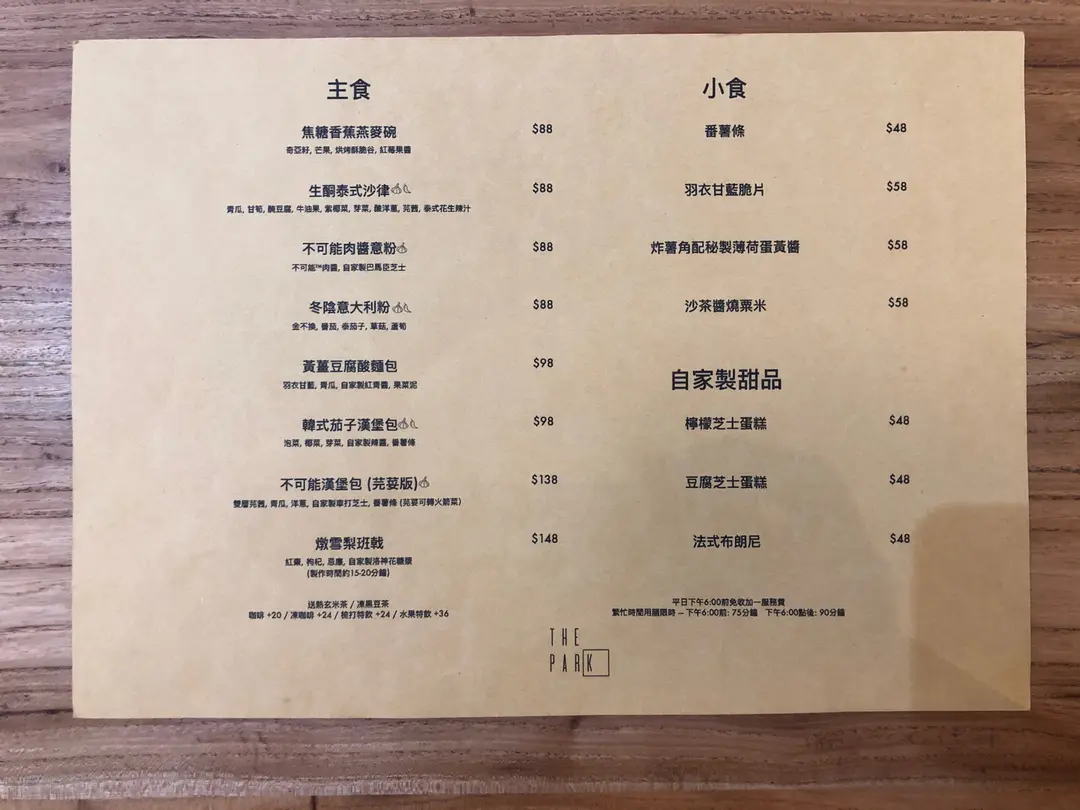 主食
焦糖香蕉燕麥碗 $88
奇亞籽, 芒果, 烘烤酥脆谷, 紅莓果醬
生酮泰式沙律 $88
青瓜, 甘筍, 醃豆腐, 牛油果, 紫椰菜, 芽菜, 酸洋蔥, 芫茜, 泰式花生辣汁
不可能肉醬意粉 $88
不可能™肉醬, 自家製巴馬臣芝士
冬陰意大利粉 $88
金不換, 番茄, 泰茄子, 草菇, 蘆筍
黃薑豆腐酸麵包 $98
羽衣甘藍, 青瓜, 自家製紅青醬, 果菜泥
韓式茄子漢堡包 $98
泡菜, 椰菜, 芽菜, 自家製辣醬, 番薯條
不可能漢堡包 (芫荽版) $138
雙層芫茜, 青瓜, 洋蔥, 自家製車打芝士, 番薯條 (芫荽可轉火箭菜)
燉雪梨班戟 $148
紅棗, 枸杞, 忌廉, 自家製洛神花糖漿
(製作時間約15-20分鐘)
送熱玄米茶 / 凍黑豆茶
咖啡 +20 / 凍咖啡 +24 / 梳打特飲 +24 / 水果特飲 +36
小食
番薯條 $48
羽衣甘藍脆片 $58
炸薯角配秘製薄荷蛋黃醬 $58
沙茶醬燒粟米 $58
自家製甜品
檸檬芝士蛋糕 $48
豆腐芝士蛋糕 $48
法式布朗尼 $48
平日下午6:00前免收加一服務費
繁忙時間用膳限時 – 下午6:00前: 75分鐘 下午6:00點後: 90分鐘
THE
PARK